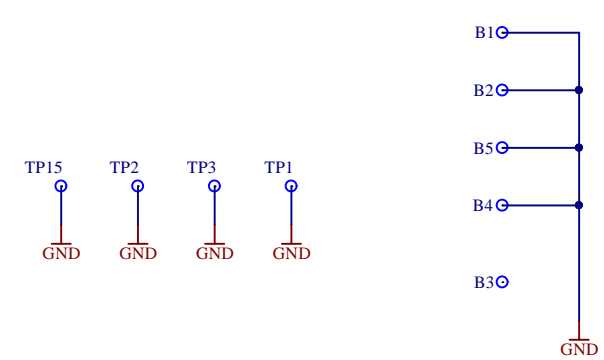 B1
B2
B5
TP15 TP2 TP3 TP1
B4
GND GND GND GND
B3
GND